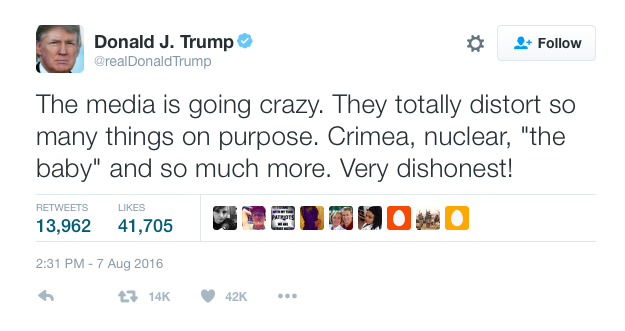 Donald J. Trump
@realDonaldTrump
Follow
The media is going crazy. They totally distort so
many things on purpose. Crimea, nuclear, "the
baby" and so much more. Very dishonest!
RETWEETS LIKES
13,962 41,705
2:31 PM - 7 Aug 2016
14K 42K